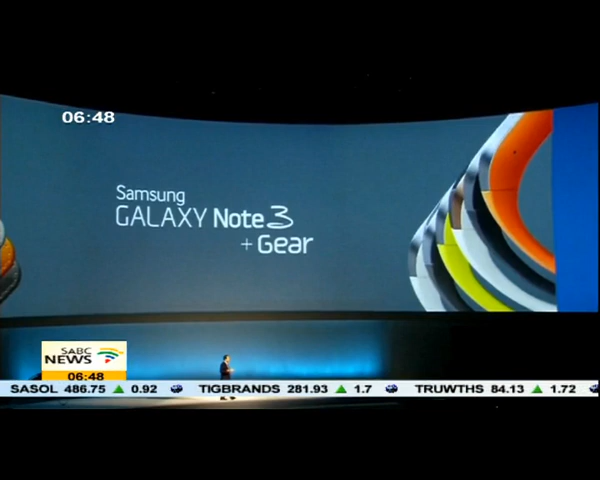 06:48
Samsung
GALAXY Note 3
+ Gear
SABC
NEWS
06:48
SASOL 486.75 0.92 TIGBRANDS 281.93 1.7 TRUWTHS 84.13 1.72